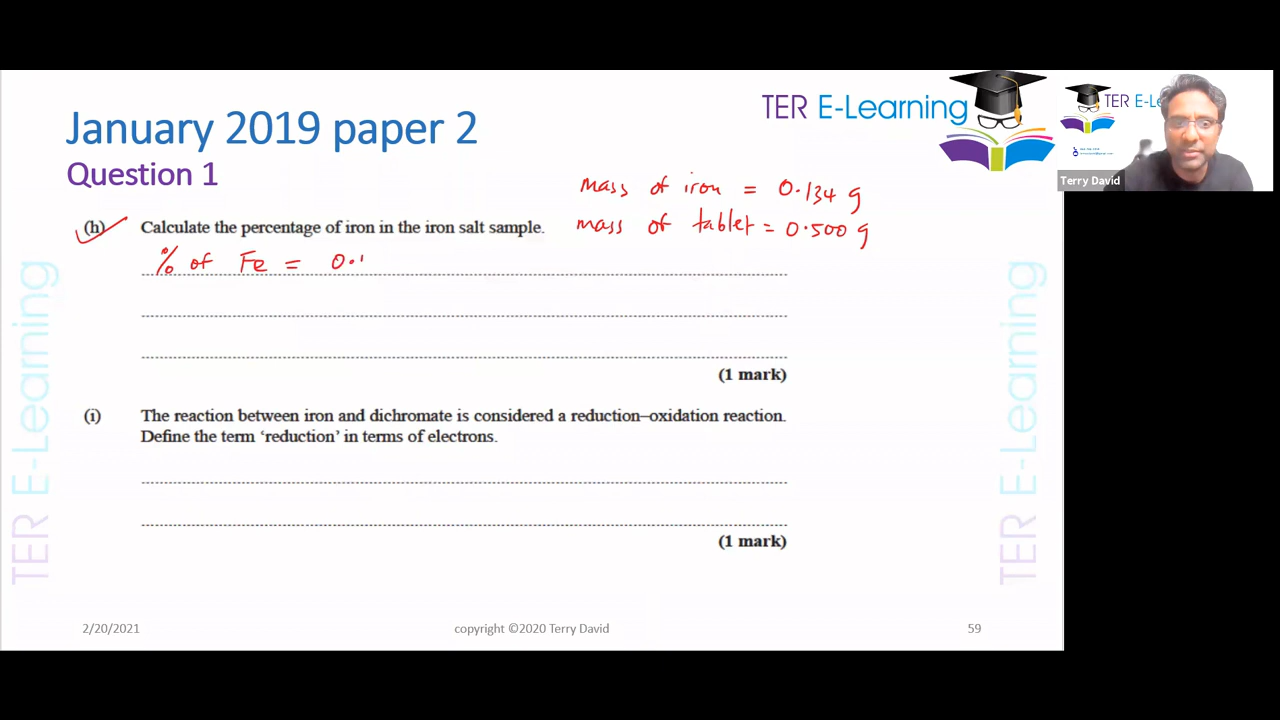 January 2019 paper 2
Question 1
TER E-Learning
TER E-Le
Terry David
mass of iron = 0.134 g
mass of tablet = 0.500 g
(h) Calculate the percentage of iron in the iron salt sample.
% of Fe = 0.1
(1 mark)
(i) The reaction between iron and dichromate is considered a reduction–oxidation reaction.
Define the term ‘reduction’ in terms of electrons.
(1 mark)
TER E-Learning
TER E-Learning
2/20/2021
copyright ©2020 Terry David
59